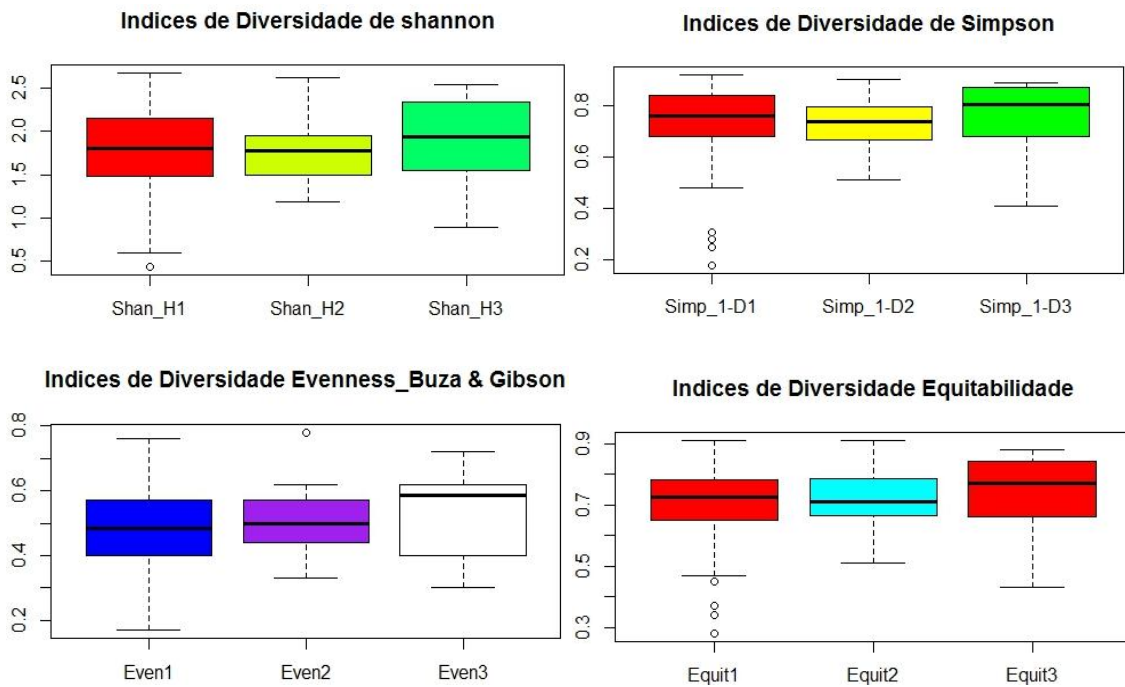 Indices de Diversidade de shannon
2.5
2.0
1.5
1.0
0.5
Shan_H1 Shan_H2 Shan_H3
Indices de Diversidade de Simpson
0.8
0.6
0.4
0.2
Simp_1-D1 Simp_1-D2 Simp_1-D3
Indices de Diversidade Evenness_Buza & Gibson
0.8
0.6
0.4
0.2
Even1 Even2 Even3
Indices de Diversidade Equitabilidade
0.9
0.7
0.5
0.3
Equit1 Equit2 Equit3